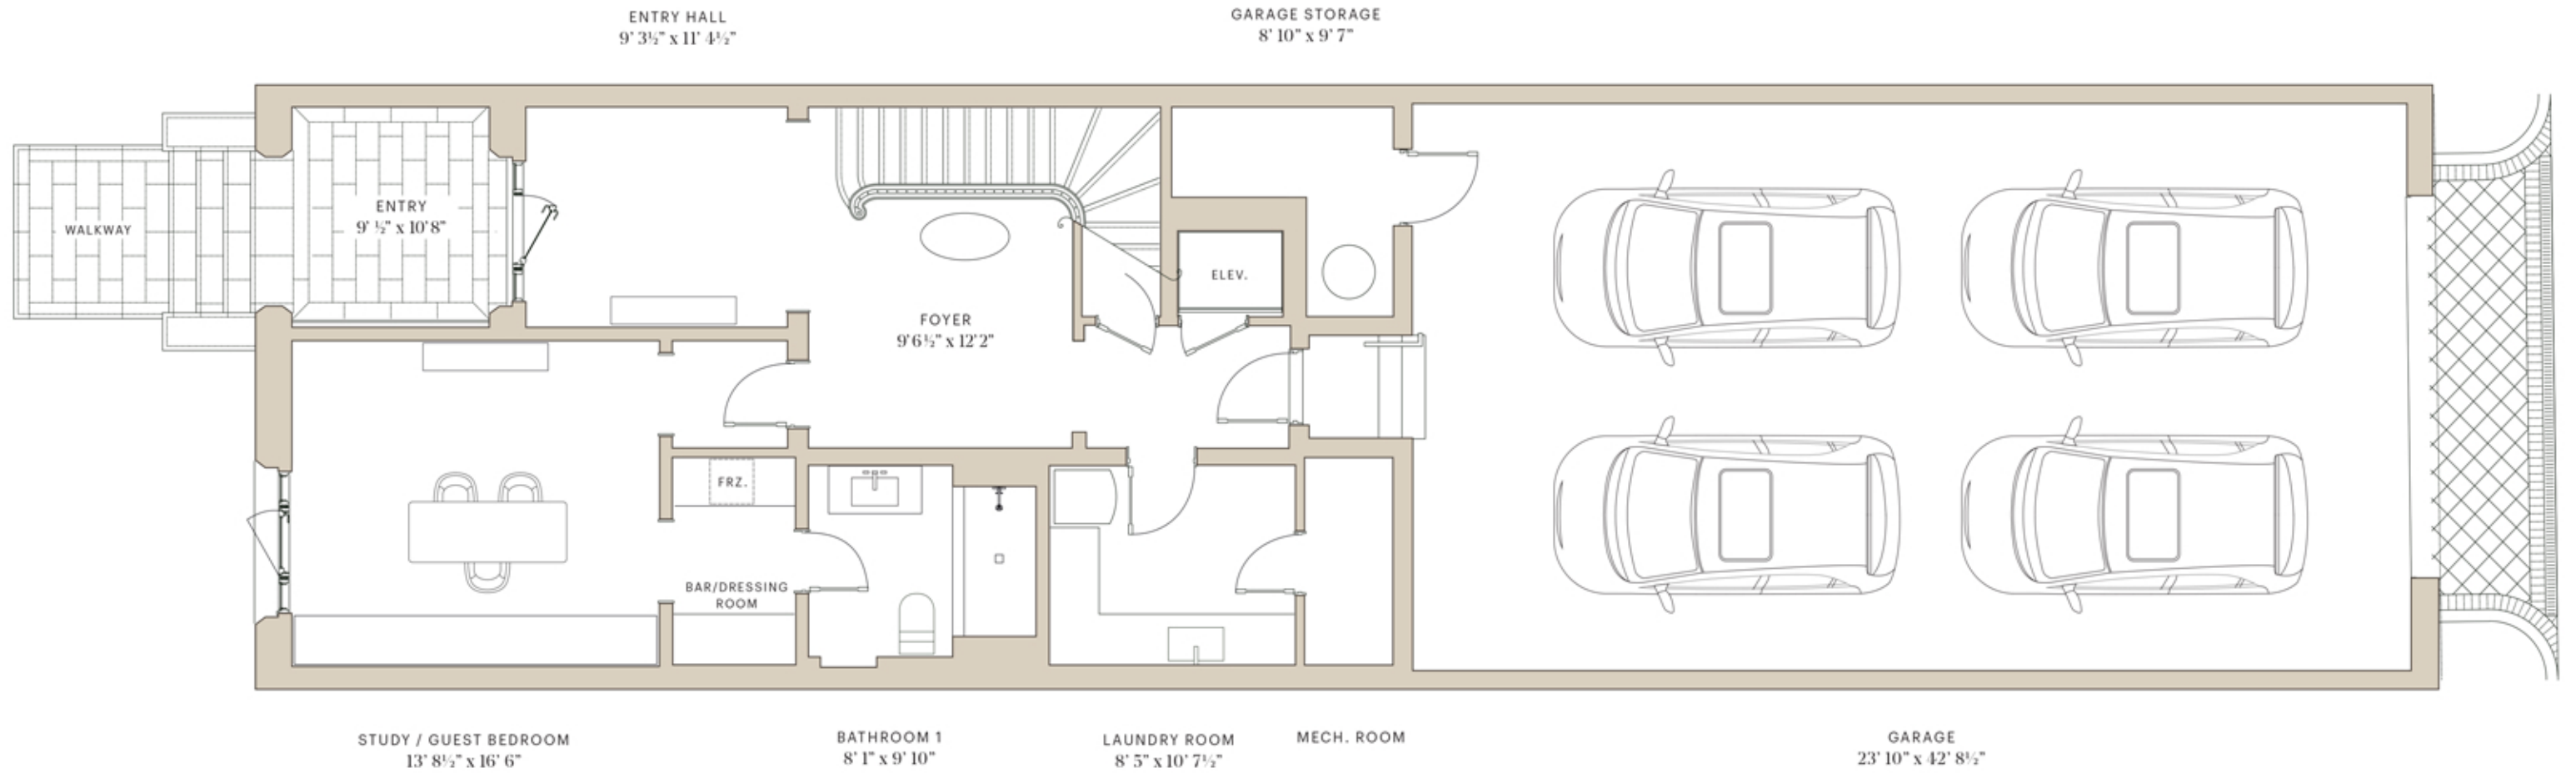 ENTRY HALL
9' 3½" x 11' 4½"
GARAGE STORAGE
8' 10" x 9' 7"
WALKWAY
ENTRY
9' ½" x 10' 8"
ELEV.
FOYER
9' 6½" x 12' 2"
FRZ.
BAR/DRESSING
ROOM
STUDY / GUEST BEDROOM
13' 8½" x 16' 6"
BATHROOM 1
8' 1" x 9' 10"
LAUNDRY ROOM
8' 5" x 10' 7½"
MECH. ROOM
GARAGE
23' 10" x 42' 8½"